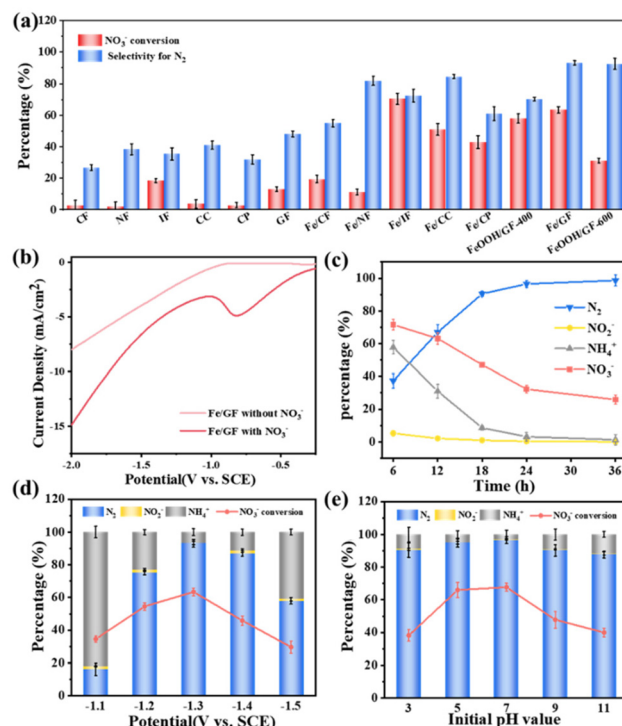 (a)
NO3- conversion
Selectivity for N2
Percentage (%)
100
80
60
40
20
0
CF
NF
IF
CC
CP
GF
Fe/CF
Fe/NF
Fe/IF
Fe/CC
Fe/CP
FeOOH/GF-400
Fe/GF
FeOOH/GF-600
(b)
Current Density (mA/cm2)
0
-5
-10
-15
Fe/GF without NO3-
Fe/GF with NO3-
-2.0
-1.5
-1.0
-0.5
Potential(V vs. SCE)
(c)
percentage (%)
100
80
60
40
20
0
N2
NO2-
NH4+
NO3-
6
12
18
24
30
36
Time (h)
(d)
N2
NO2-
NH4+
NO3- conversion
Percentage (%)
100
80
60
40
20
0
-1.1
-1.2
-1.3
-1.4
-1.5
Potential(V vs. SCE)
(e)
N2
NO2-
NH4+
NO3- conversion
Percentage (%)
100
80
60
40
20
0
3
5
7
9
11
Initial pH value